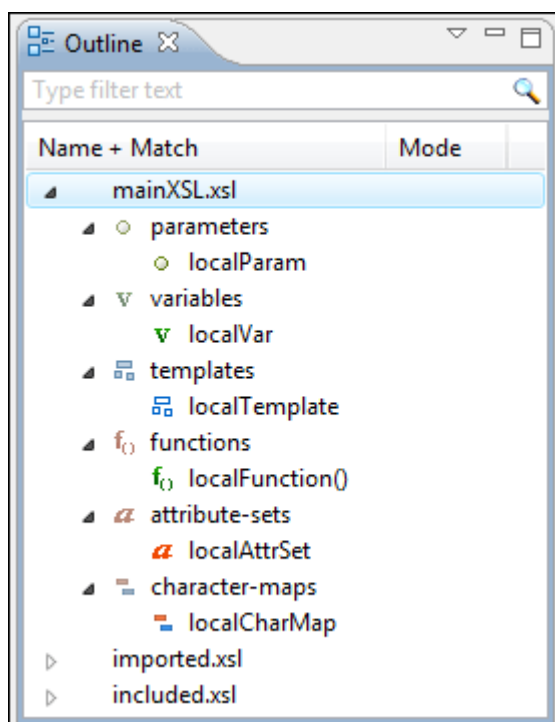 Outline
Type filter text
Name + Match Mode
mainXSL.xsl
parameters
localParam
variables
localVar
templates
localTemplate
functions
localFunction()
attribute-sets
localAttrSet
character-maps
localCharMap
imported.xsl
included.xsl